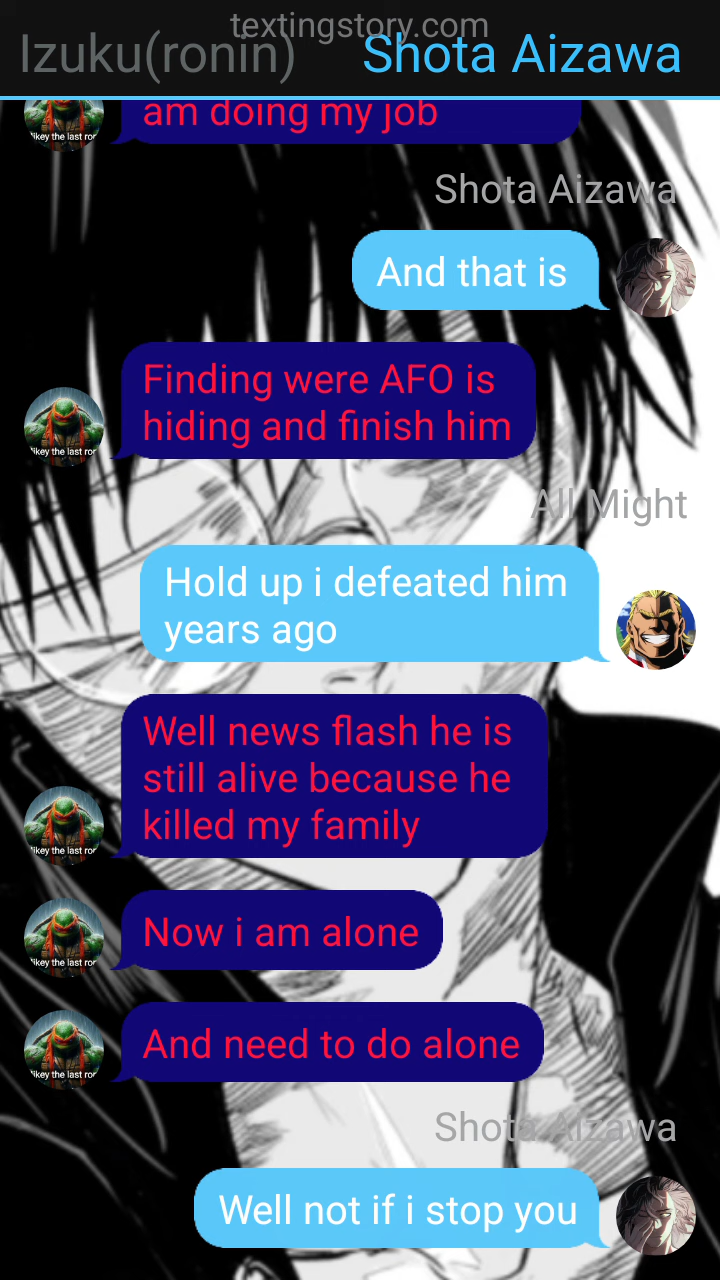 textingstory.com
Izuku(ronin) Shota Aizawa
am doing my job
Shota Aizawa
And that is
Finding were AFO is
hiding and finish him
All Might
Hold up i defeated him
years ago
Well news flash he is
still alive because he
killed my family
Now i am alone
And need to do alone
Shota Aizawa
Well not if i stop you